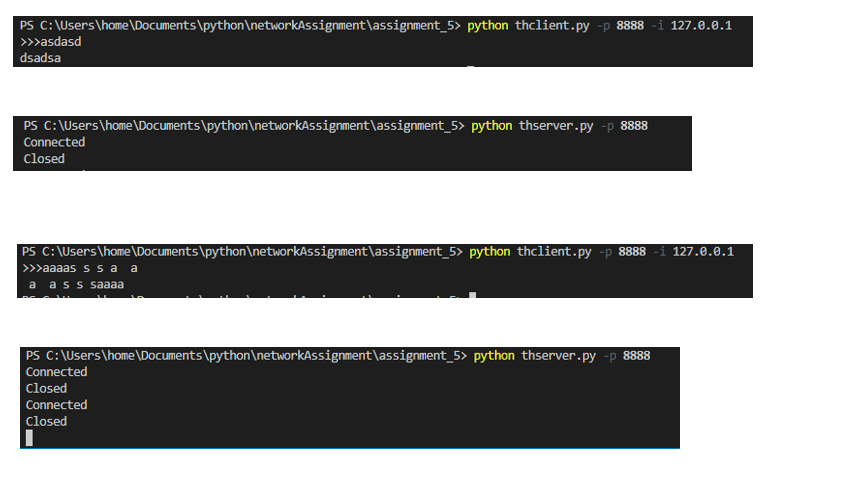 PS C:\Users\home\Documents\python\networkAssignment\assignment_5> python thclient.py -p 8888 -i 127.0.0.1
>>>asdasd
dsadsa
PS C:\Users\home\Documents\python\networkAssignment\assignment_5> python thserver.py -p 8888
Connected
Closed
PS C:\Users\home\Documents\python\networkAssignment\assignment_5> python thclient.py -p 8888 -i 127.0.0.1
>>>aaaas s s a  a
 a  a s s saaaa
PS C:\Users\home\Documents\python\networkAssignment\assignment_5> python thserver.py -p 8888
Connected
Closed
Connected
Closed